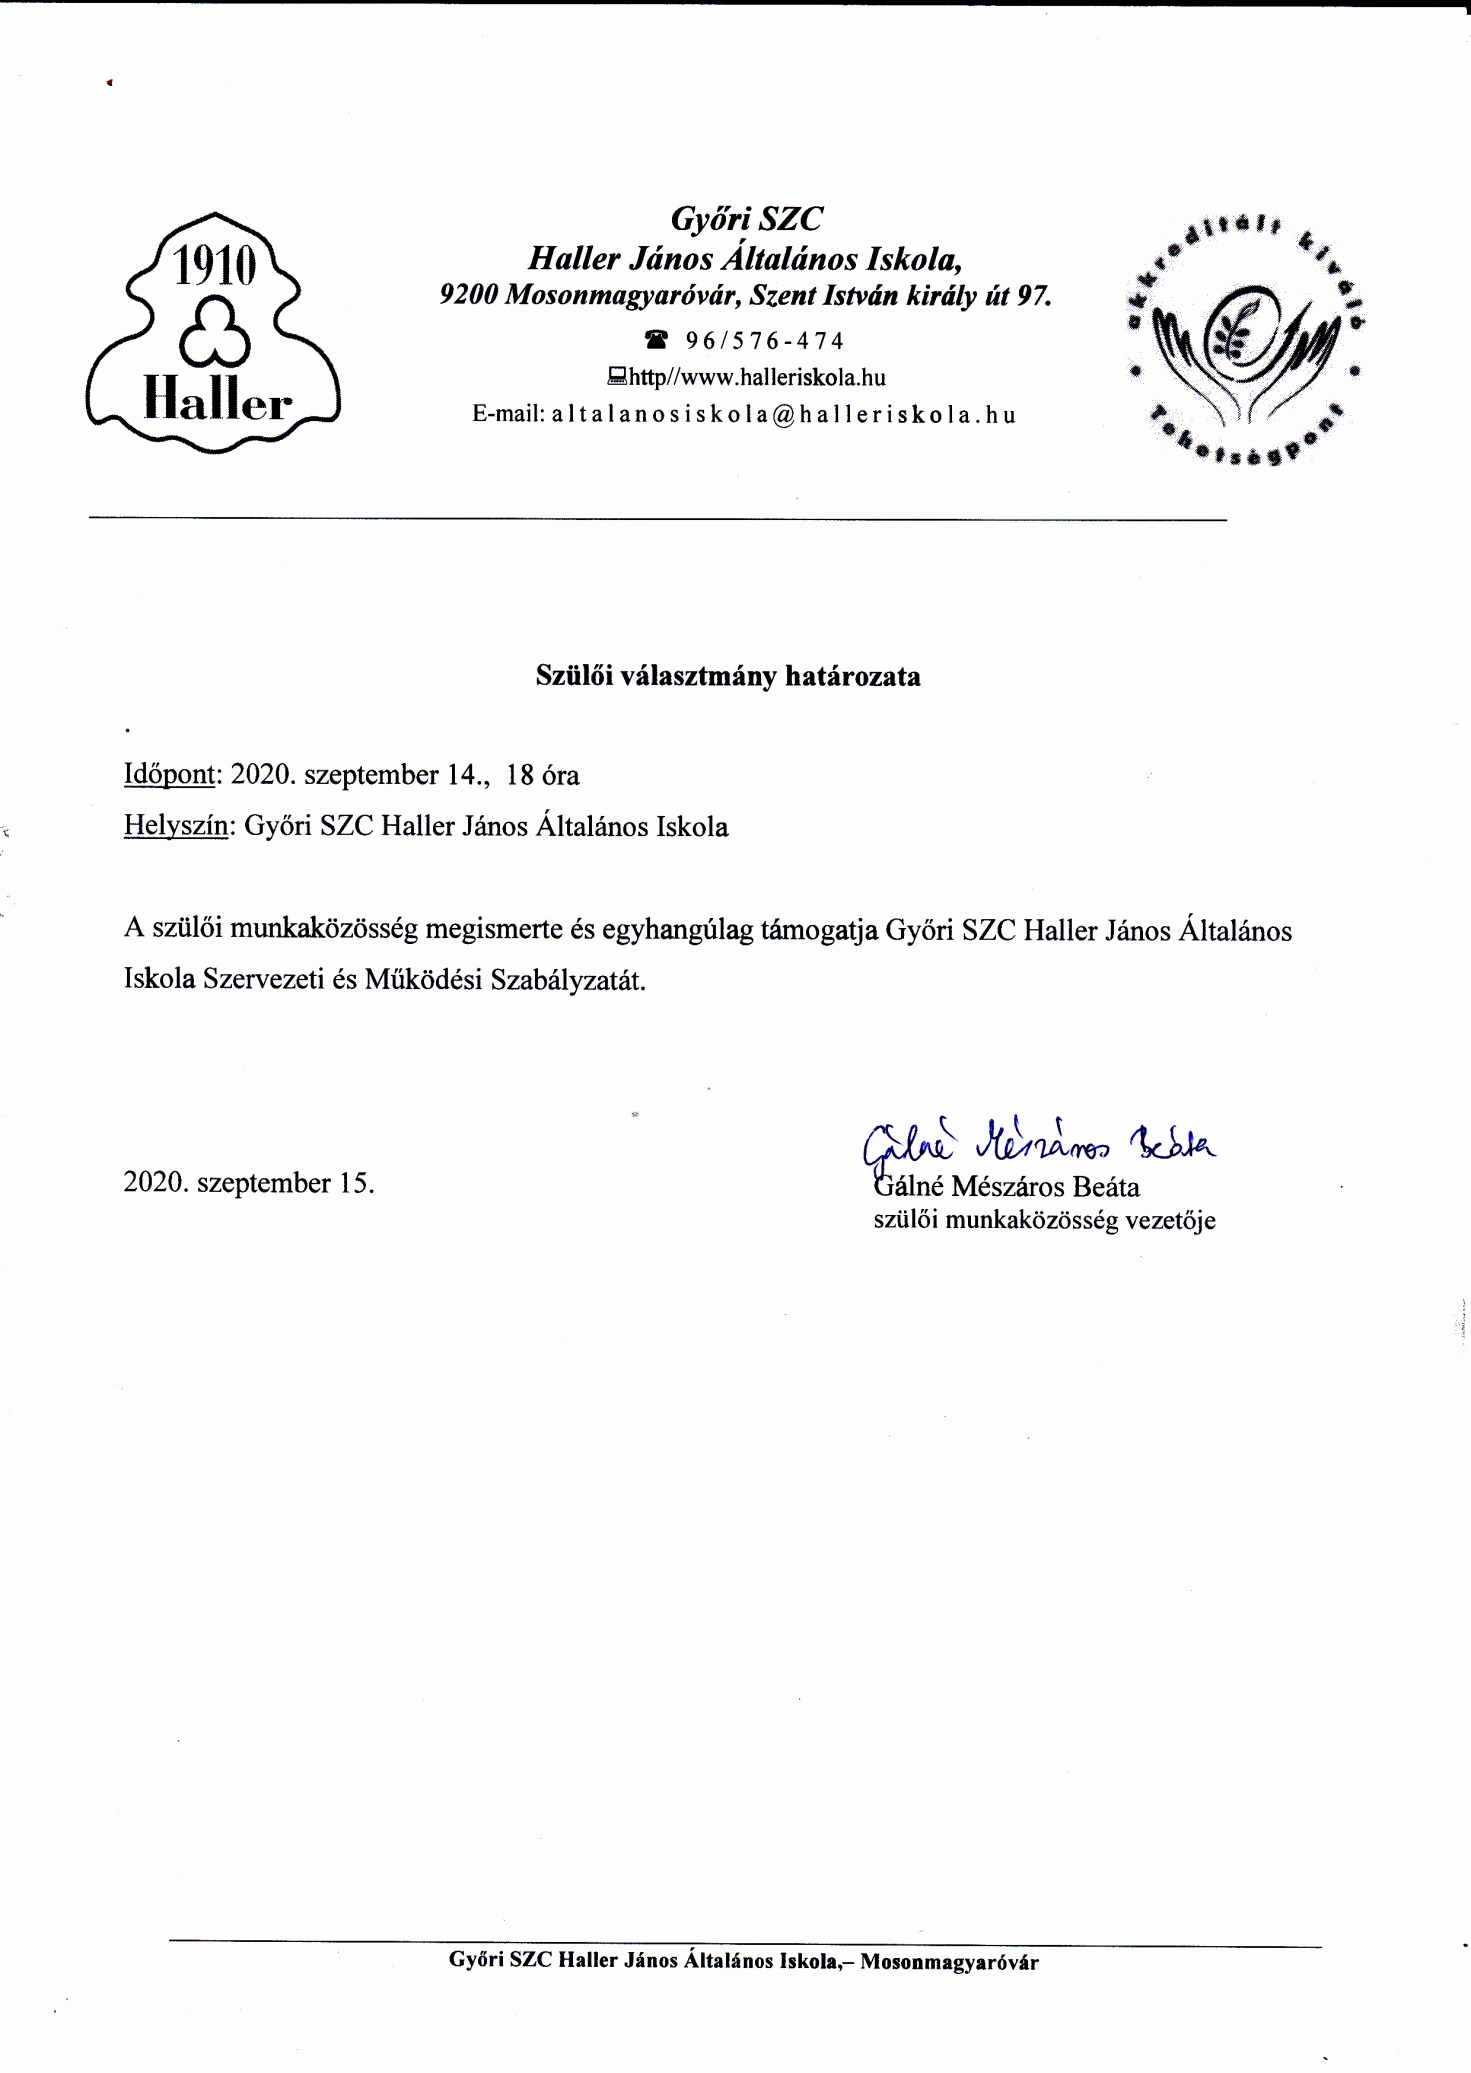 1910
Haller
Győri SZC
Haller János Általános Iskola,
9200 Mosonmagyaróvár, Szent István király út 97.
☎ 96/576-474
💻http//www.halleriskola.hu
E-mail: altalanosiskola@halleriskola.hu
akkreditált kiváló
Tehetségpont
Szülői választmány határozata
Időpont: 2020. szeptember 14., 18 óra
Helyszín: Győri SZC Haller János Általános Iskola
A szülői munkaközösség megismerte és egyhangúlag támogatja Győri SZC Haller János Általános
Iskola Szervezeti és Működési Szabályzatát.
Gálné Mészáros Beáta
2020. szeptember 15.
Gálné Mészáros Beáta
szülői munkaközösség vezetője
Győri SZC Haller János Általános Iskola,– Mosonmagyaróvár